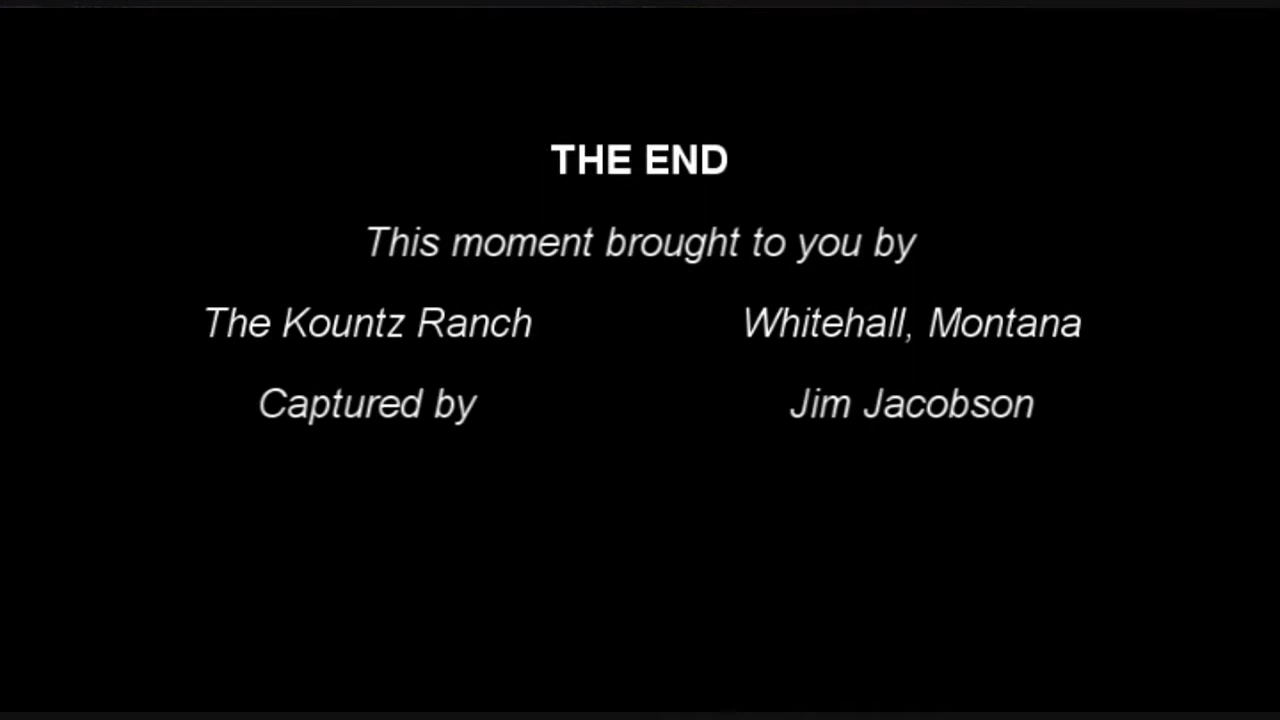 THE END
This moment brought to you by
The Kountz Ranch Whitehall, Montana
Captured by Jim Jacobson